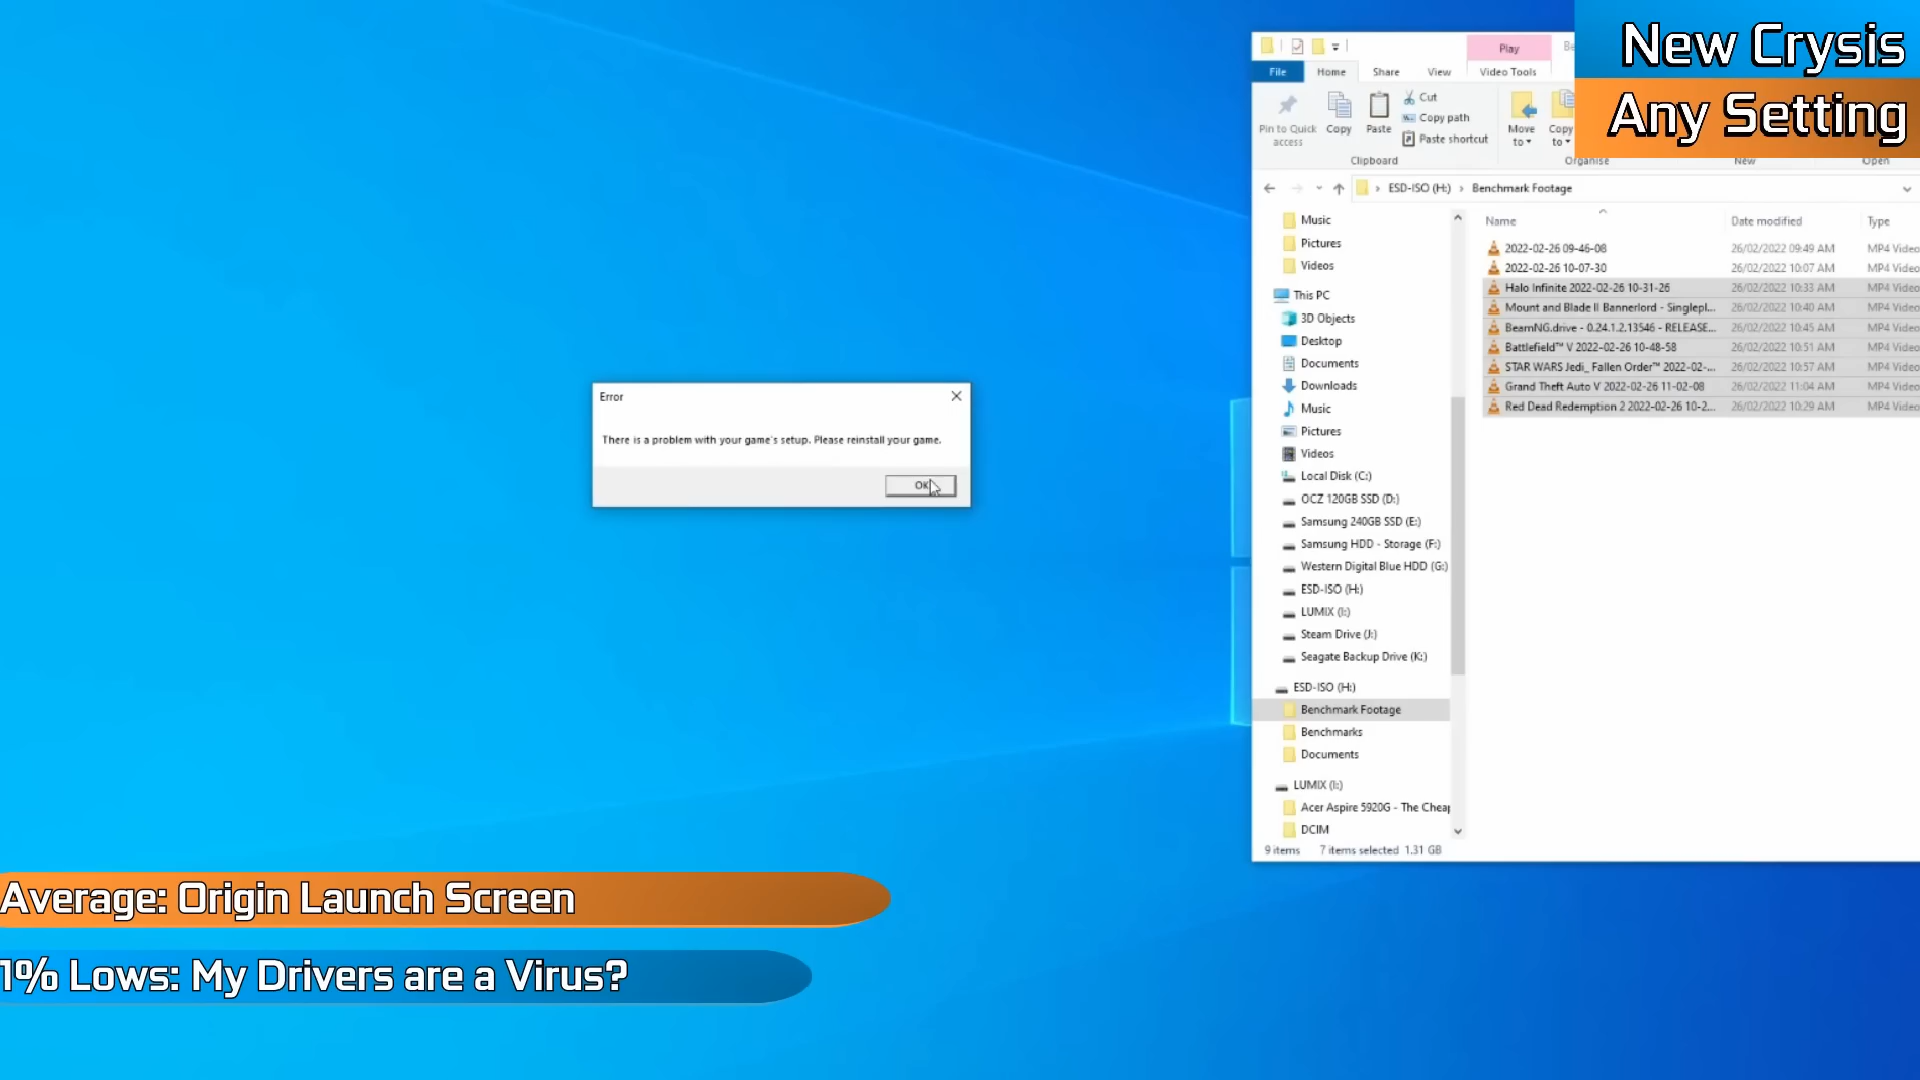 New Crysis
Any Setting
Play
File
Home
Share
View
Video Tools
Pin to Quick access
Copy
Paste
Cut
Copy path
Paste shortcut
Move to
Copy to
Clipboard
Organise
New
Open
ESD-ISO (H:)
Benchmark Footage
Name
Date modified
Type
2022-02-26 09-46-08 26/02/2022 09:49 AM MP4 Video
2022-02-26 10-07-30 26/02/2022 10:07 AM MP4 Video
Halo Infinite 2022-02-26 10-31-26 26/02/2022 10:33 AM MP4 Video
Mount and Blade II Bannerlord - Singlepl... 26/02/2022 10:40 AM MP4 Video
BeamNG.drive - 0.24.1.2.13546 - RELEASE... 26/02/2022 10:45 AM MP4 Video
Battlefield™ V 2022-02-26 10-48-58 26/02/2022 10:51 AM MP4 Video
STAR WARS Jedi_ Fallen Order™ 2022-02-... 26/02/2022 10:57 AM MP4 Video
Grand Theft Auto V 2022-02-26 11-02-08 26/02/2022 11:04 AM MP4 Video
Red Dead Redemption 2 2022-02-26 10-2... 26/02/2022 10:29 AM MP4 Video
Music
Pictures
Videos
This PC
3D Objects
Desktop
Documents
Downloads
Music
Pictures
Videos
Local Disk (C:)
OCZ 120GB SSD (D:)
Samsung 240GB SSD (E:)
Samsung HDD - Storage (F:)
Western Digital Blue HDD (G:)
ESD-ISO (H:)
LUMIX (I:)
Steam Drive (J:)
Seagate Backup Drive (K:)
ESD-ISO (H:)
Benchmark Footage
Benchmarks
Documents
LUMIX (I:)
Acer Aspire 5920G - The Cheap
DCIM
9 items
7 items selected 1.31 GB
Error
There is a problem with your game's setup. Please reinstall your game.
OK
Average: Origin Launch Screen
1% Lows: My Drivers are a Virus?